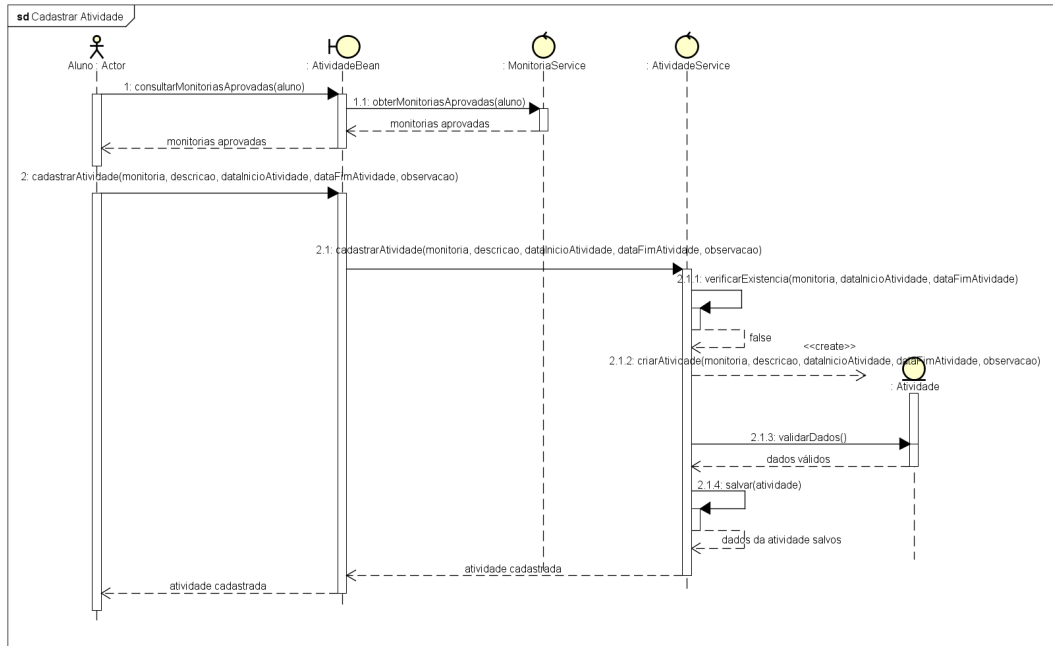 sd Cadastrar Atividade
Aluno : Actor
: AtividadeBean
: MonitoriaService
: AtividadeService
1: consultarMonitoriasAprovadas(aluno)
1.1: obterMonitoriasAprovadas(aluno)
monitorias aprovadas
monitorias aprovadas
2: cadastrarAtividade(monitoria, descricao, dataInicioAtividade, dataFimAtividade, observacao)
2.1: cadastrarAtividade(monitoria, descricao, dataInicioAtividade, dataFimAtividade, observacao)
2.1.1: verificarExistencia(monitoria, dataInicioAtividade, dataFimAtividade)
false
<<create>>
2.1.2: criarAtividade(monitoria, descricao, dataInicioAtividade, dataFimAtividade, observacao)
: Atividade
2.1.3: validarDados()
dados válidos
2.1.4: salvar(atividade)
dados da atividade salvos
atividade cadastrada
atividade cadastrada